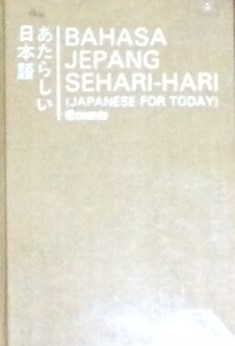 あたらしい
日本語
BAHASA
JEPANG
SEHARI-HARI
(JAPANESE FOR TODAY)